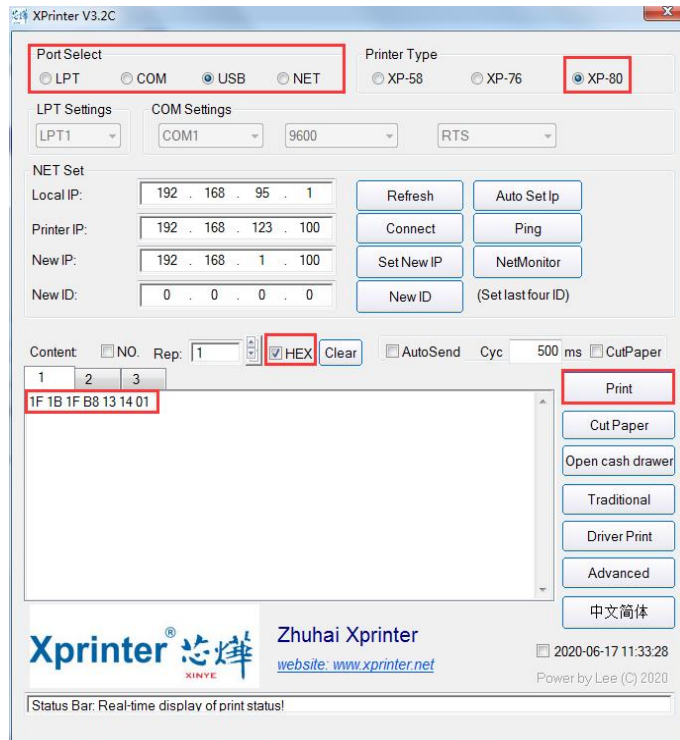 XPrinter V3.2C
Port Select
LPT COM USB NET
Printer Type
XP-58 XP-76 XP-80
LPT Settings
LPT1
COM Settings
COM1 9600 RTS
NET Set
Local IP: 192 . 168 . 95 . 1 Refresh Auto Set Ip
Printer IP: 192 . 168 . 123 . 100 Connect Ping
New IP: 192 . 168 . 1 . 100 Set New IP NetMonitor
New ID: 0 . 0 . 0 . 0 New ID (Set last four ID)
Content: NO. Rep: 1 HEX Clear AutoSend Cyc 500 ms CutPaper
1 2 3
1F 1B 1F B8 13 14 01
Print
Cut Paper
Open cash drawer
Traditional
Driver Print
Advanced
中文简体
Xprinter® 芯烨
XINYE
Zhuhai Xprinter
website: www.xprinter.net
2020-06-17 11:33:28
Power by Lee (C) 2020
Status Bar: Real-time display of print status!